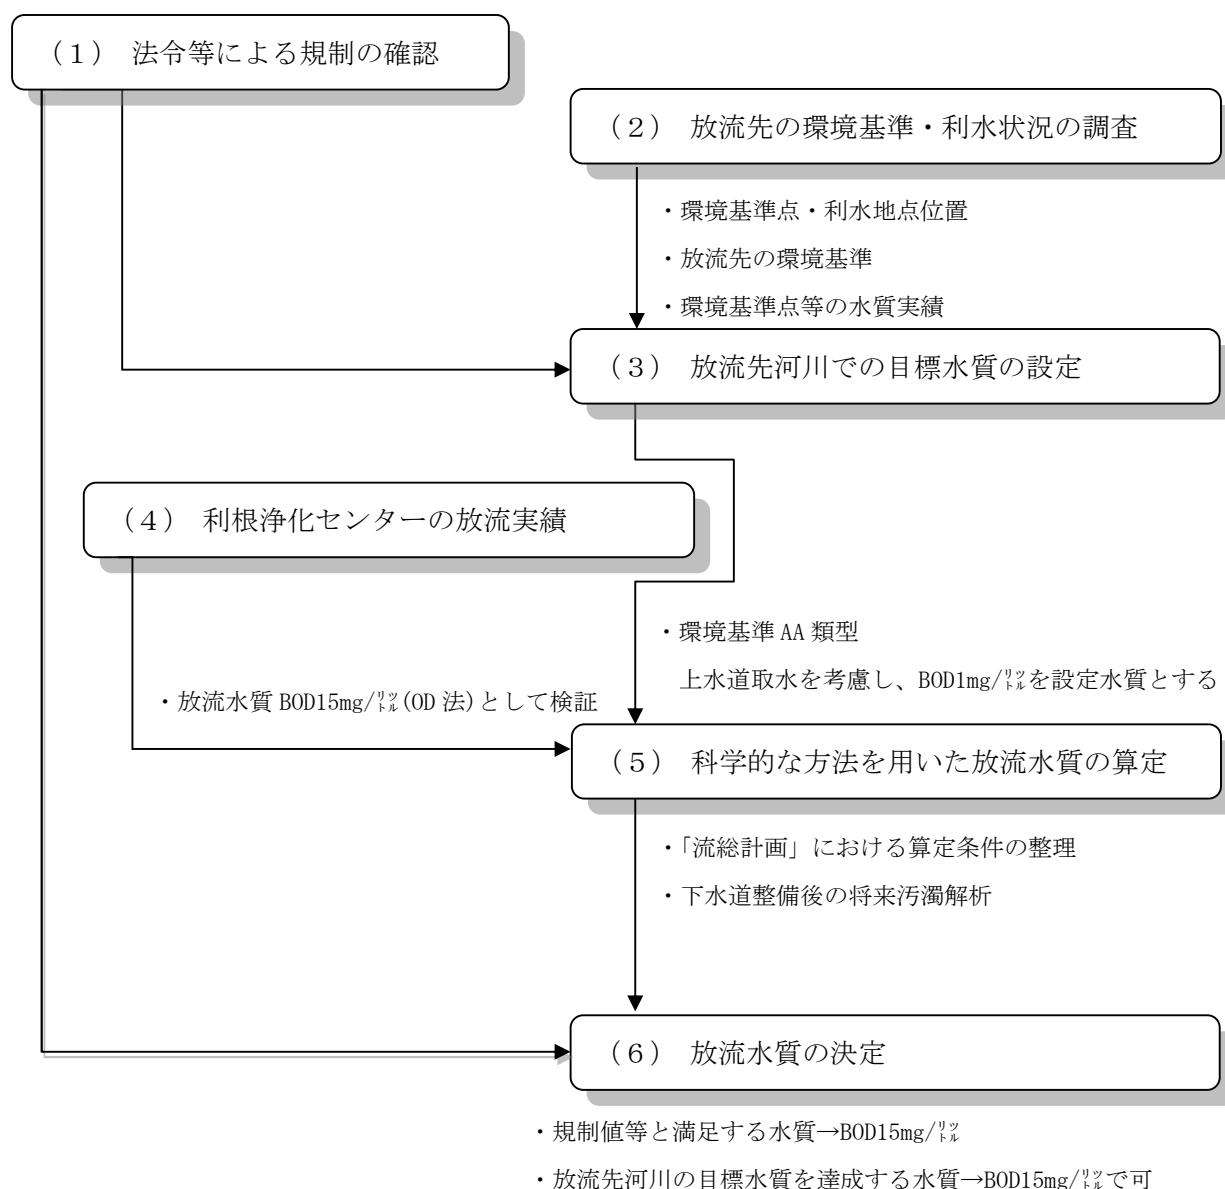 （１） 法令等による規制の確認
（２） 放流先の環境基準・利水状況の調査
・環境基準点・利水地点位置
・放流先の環境基準
・環境基準点等の水質実績
（３） 放流先河川での目標水質の設定
（４） 利根浄化センターの放流実績
・環境基準 AA 類型
上水道取水を考慮し、BOD1mg/㍑を設定水質とする
・放流水質 BOD15mg/㍑(OD 法)として検証
（５） 科学的な方法を用いた放流水質の算定
・「流総計画」における算定条件の整理
・下水道整備後の将来汚濁解析
（６） 放流水質の決定
・規制値等と満足する水質→BOD15mg/㍑
・放流先河川の目標水質を達成する水質→BOD15mg/㍑で可